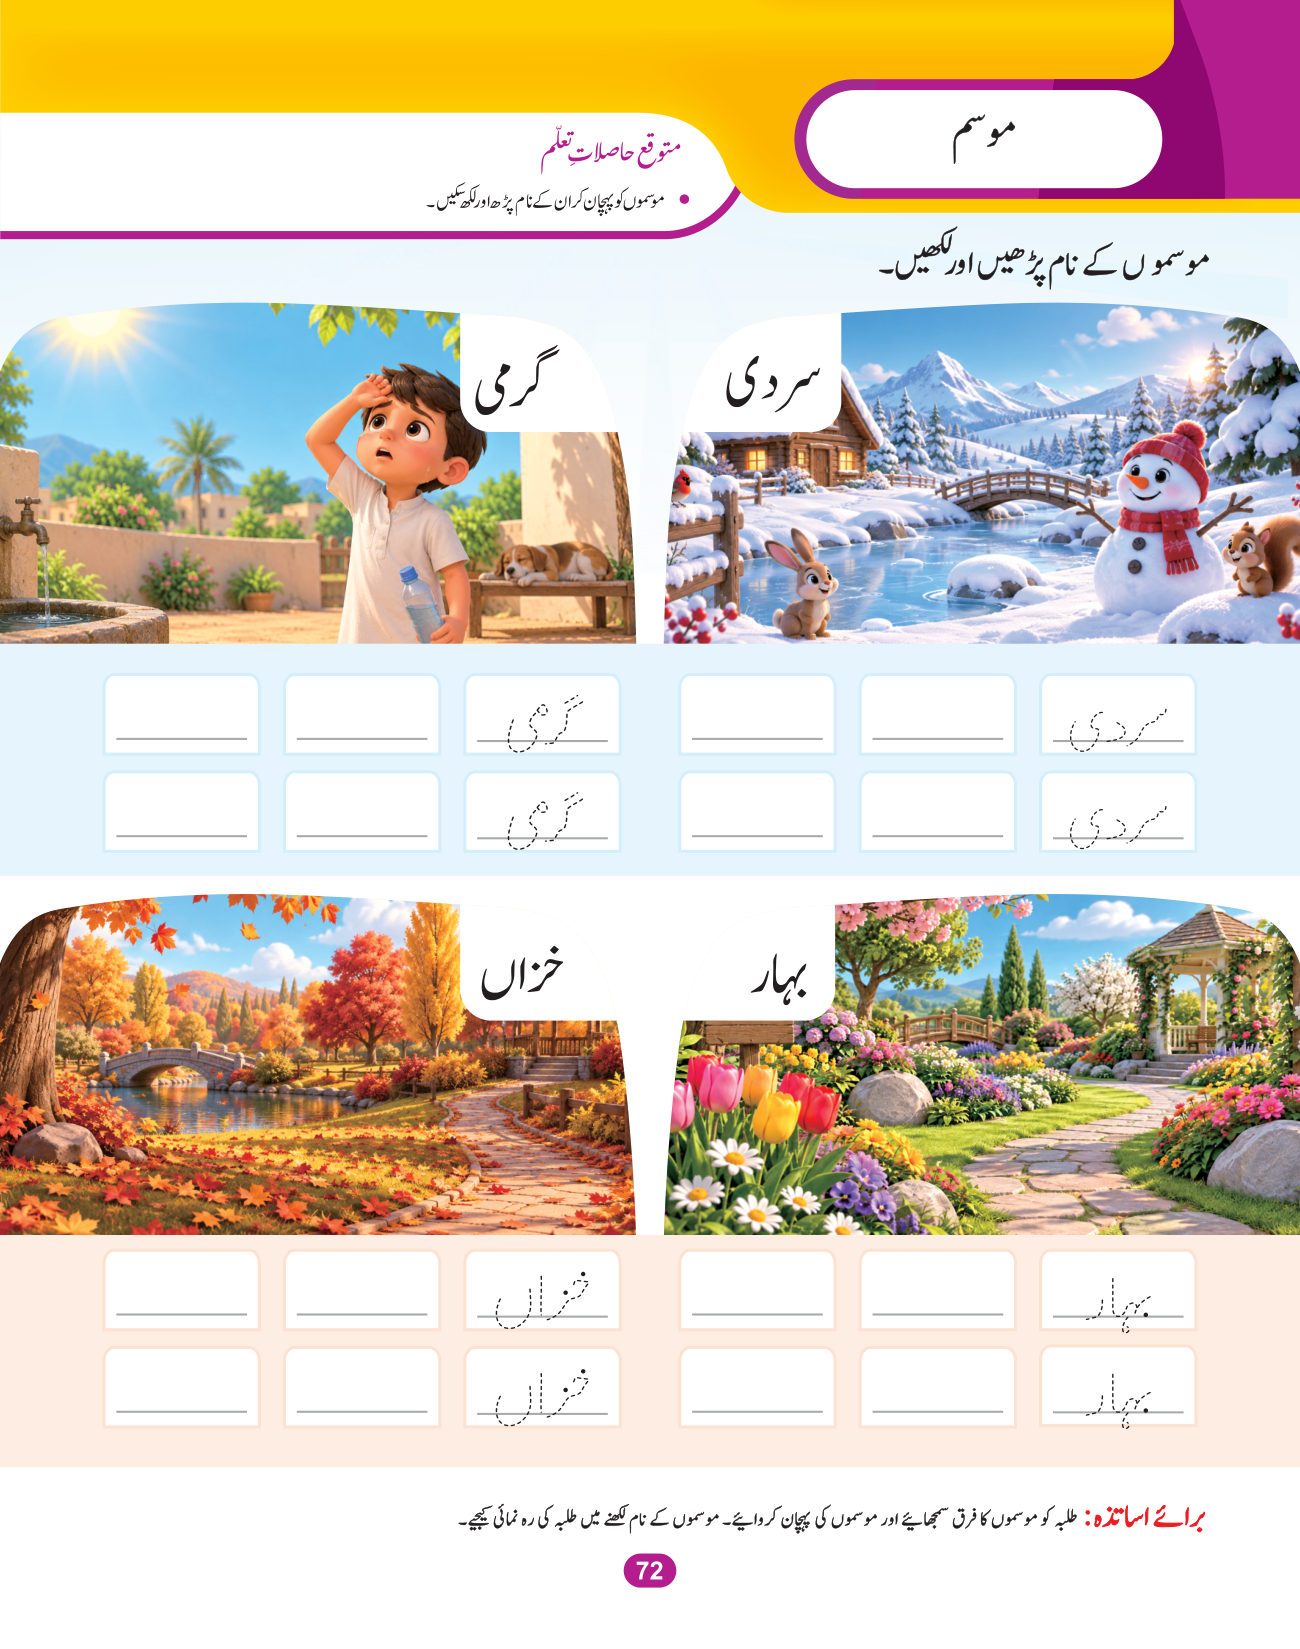 موسم
متوقع حاصلاتِ تعلّم
• موسموں کو پہچان کر ان کے نام پڑھ اور لکھ سکیں۔
موسموں کے نام پڑھیں اور لکھیں۔
سردی
گرمی
سردی
گرمی
سردی
گرمی
بہار
خزاں
بہار
خزاں
بہار
خزاں
برائے اساتذہ: طلبہ کو موسموں کا فرق سمجھائیے اور موسموں کی پہچان کروائیے۔ موسموں کے نام لکھنے میں طلبہ کی رہ نمائی کیجیے۔
72